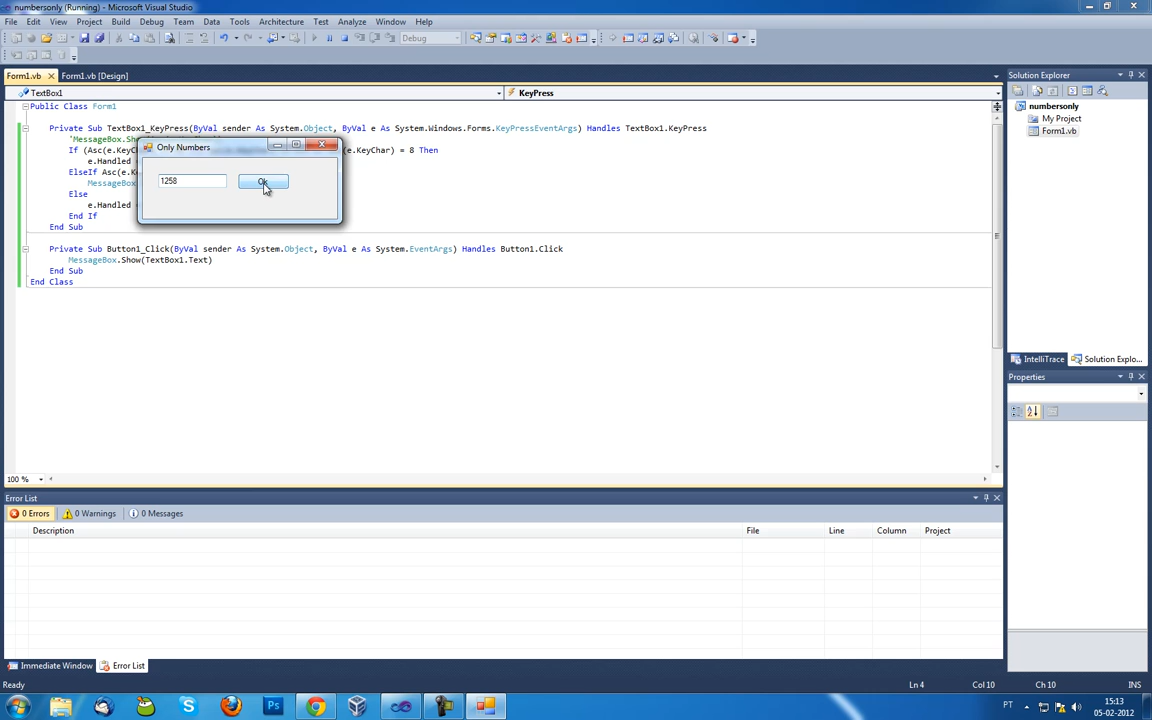 numbersonly (Running) - Microsoft Visual Studio
File Edit View Project Build Debug Team Data Tools Architecture Test Analyze Window Help
Debug
Form1.vb
Form1.vb [Design]
Solution Explorer
TextBox1
KeyPress
numbersonly
My Project
Form1.vb
Public Class Form1
Private Sub TextBox1_KeyPress(ByVal sender As System.Object, ByVal e As System.Windows.Forms.KeyPressEventArgs) Handles TextBox1.KeyPress
'MessageBox.Sh
If (Asc(e.KeyCh (e.KeyChar) = 8 Then
e.Handled
ElseIf Asc(e.
MessageBox
Else
e.Handled
End If
End Sub
Only Numbers
1258
Ok
Private Sub Button1_Click(ByVal sender As System.Object, ByVal e As System.EventArgs) Handles Button1.Click
MessageBox.Show(TextBox1.Text)
End Sub
End Class
IntelliTrace
Solution Explo...
Properties
100 %
Error List
0 Errors
0 Warnings
0 Messages
Description File Line Column Project
Immediate Window
Error List
Ready
Ln 4 Col 10 Ch 10 INS
Ps
PT
15:13
05-02-2012